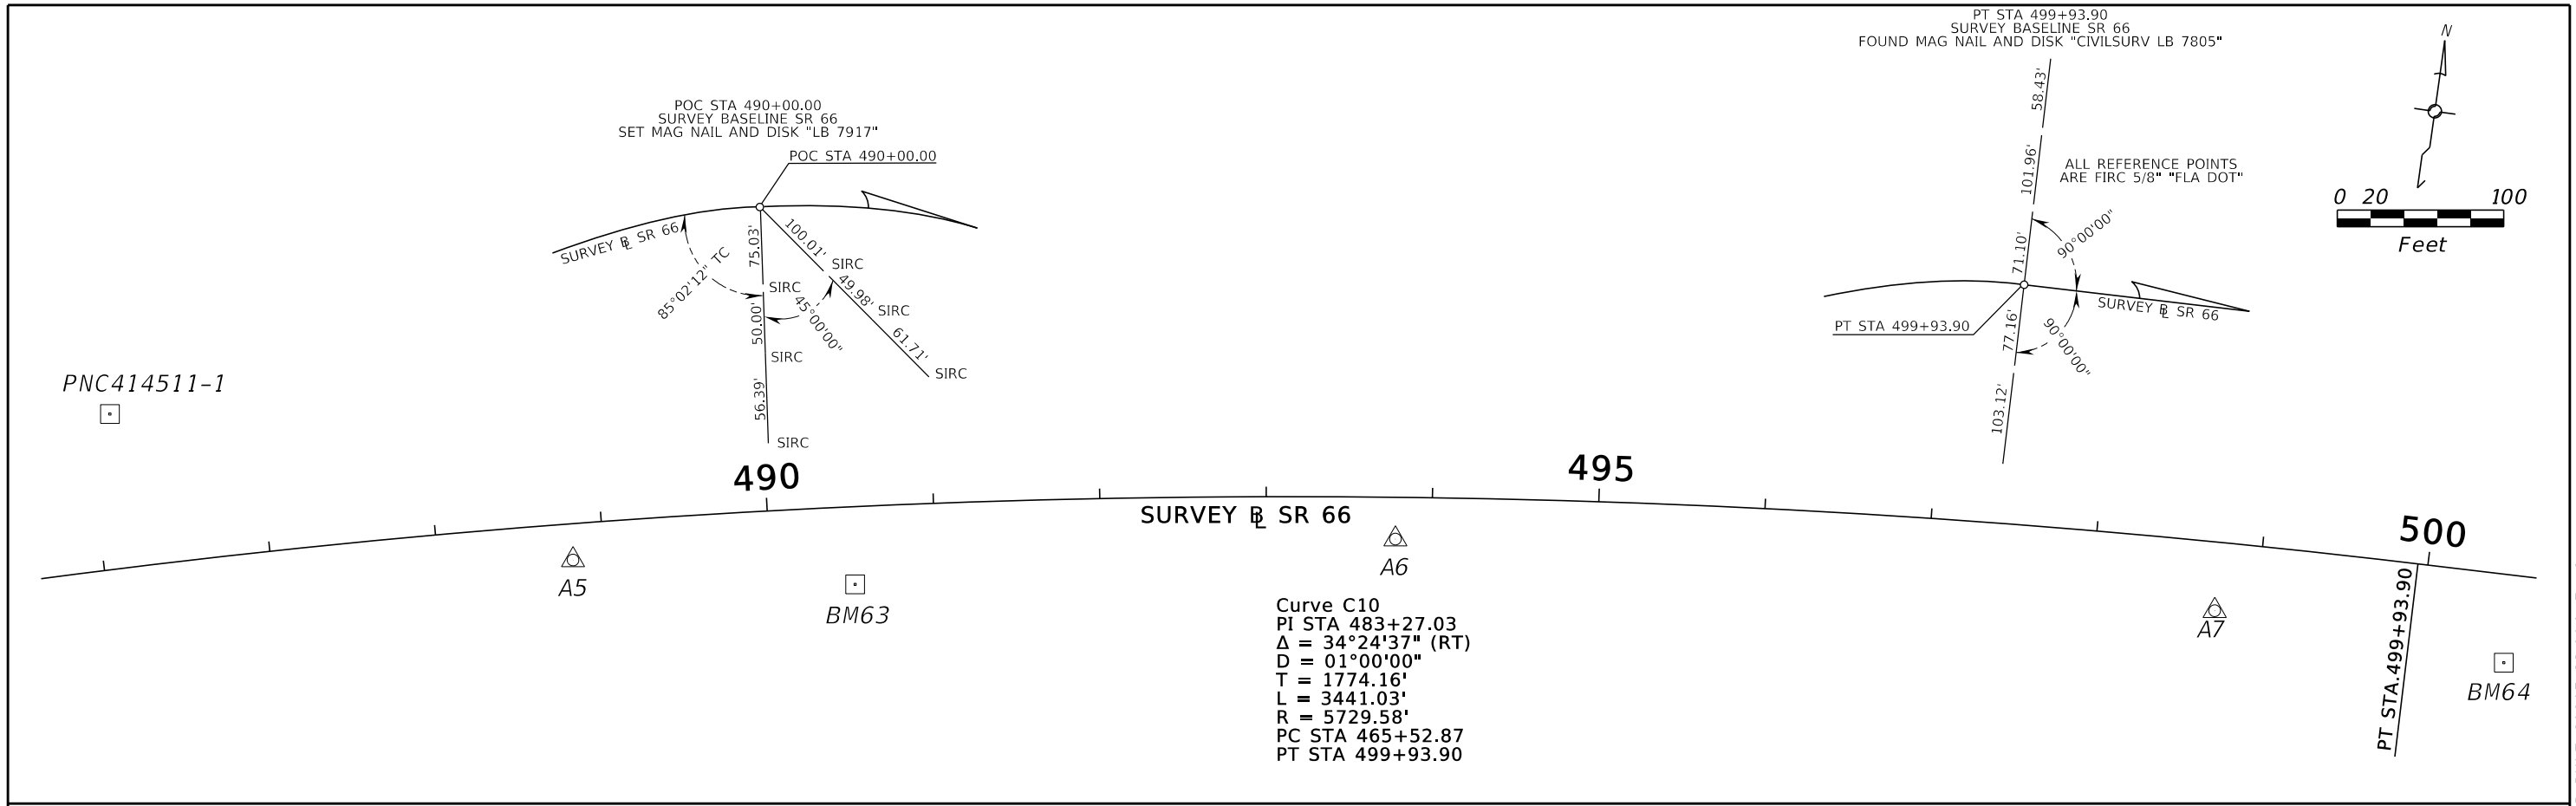 PT STA 499+93.90
SURVEY BASELINE SR 66
FOUND MAG NAIL AND DISK "CIVILSURV LB 7805"
N
58.43'
POC STA 490+00.00
SURVEY BASELINE SR 66
SET MAG NAIL AND DISK "LB 7917"
POC STA 490+00.00
101.96'
ALL REFERENCE POINTS
ARE FIRC 5/8" "FLA DOT"
0 20 100
Feet
SURVEY BL SR 66
85°02'12" TC
75.03'
100.01'
SIRC
SIRC
49.98'
SIRC
45°00'00"
50.00'
61.71'
SIRC
SIRC
56.39'
SIRC
71.10'
90°00'00"
SURVEY BL SR 66
PT STA 499+93.90
77.16'
90°00'00"
103.12'
PNC414511-1
490
495
500
SURVEY BL SR 66
A5
BM63
A6
A7
BM64
PT STA.499+93.90
Curve C10
PI STA 483+27.03
Δ = 34°24'37" (RT)
D = 01°00'00"
T = 1774.16'
L = 3441.03'
R = 5729.58'
PC STA 465+52.87
PT STA 499+93.90